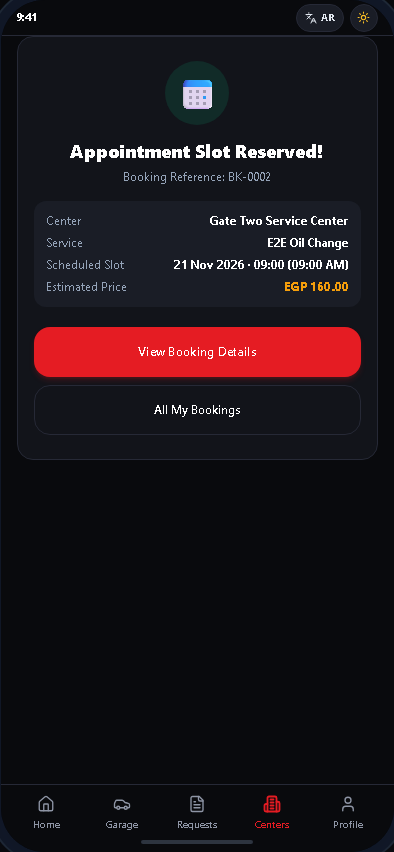 9:41
AR
Appointment Slot Reserved!
Booking Reference: BK-0002
Center Gate Two Service Center
Service E2E Oil Change
Scheduled Slot 21 Nov 2026 · 09:00 (09:00 AM)
Estimated Price EGP 160.00
View Booking Details
All My Bookings
Home Garage Requests Centers Profile